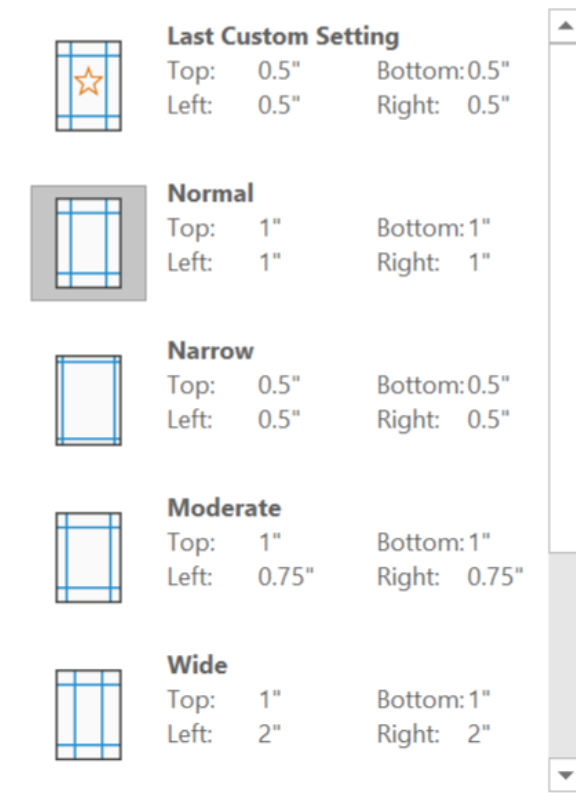 Last Custom Setting
Top: 0.5" Bottom: 0.5"
Left: 0.5" Right: 0.5"
Normal
Top: 1" Bottom: 1"
Left: 1" Right: 1"
Narrow
Top: 0.5" Bottom: 0.5"
Left: 0.5" Right: 0.5"
Moderate
Top: 1" Bottom: 1"
Left: 0.75" Right: 0.75"
Wide
Top: 1" Bottom: 1"
Left: 2" Right: 2"